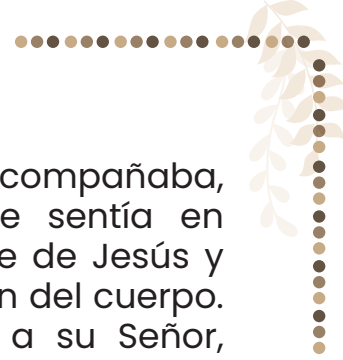 compañaba,
e sentía en
e de Jesús y
n del cuerpo.
a su Señor,